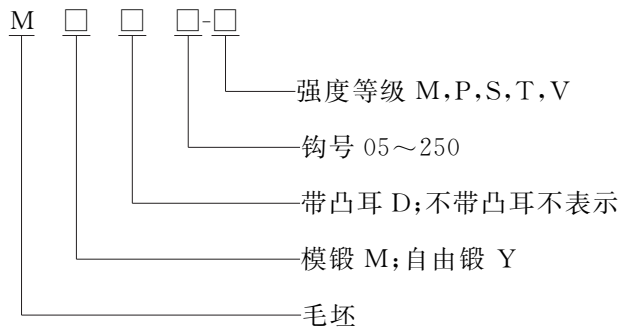 M □ □ □-□
强度等级 M,P,S,T,V
钩号 05～250
带凸耳 D;不带凸耳不表示
模锻 M;自由锻 Y
毛坯